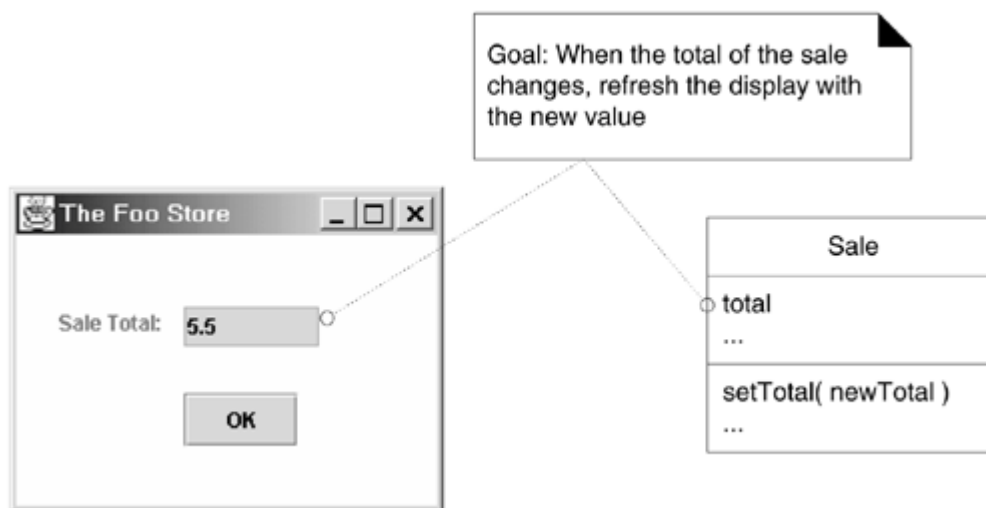 Goal: When the total of the sale
changes, refresh the display with
the new value
The Foo Store
Sale Total:
5.5
OK
Sale
total
...
setTotal( newTotal )
...